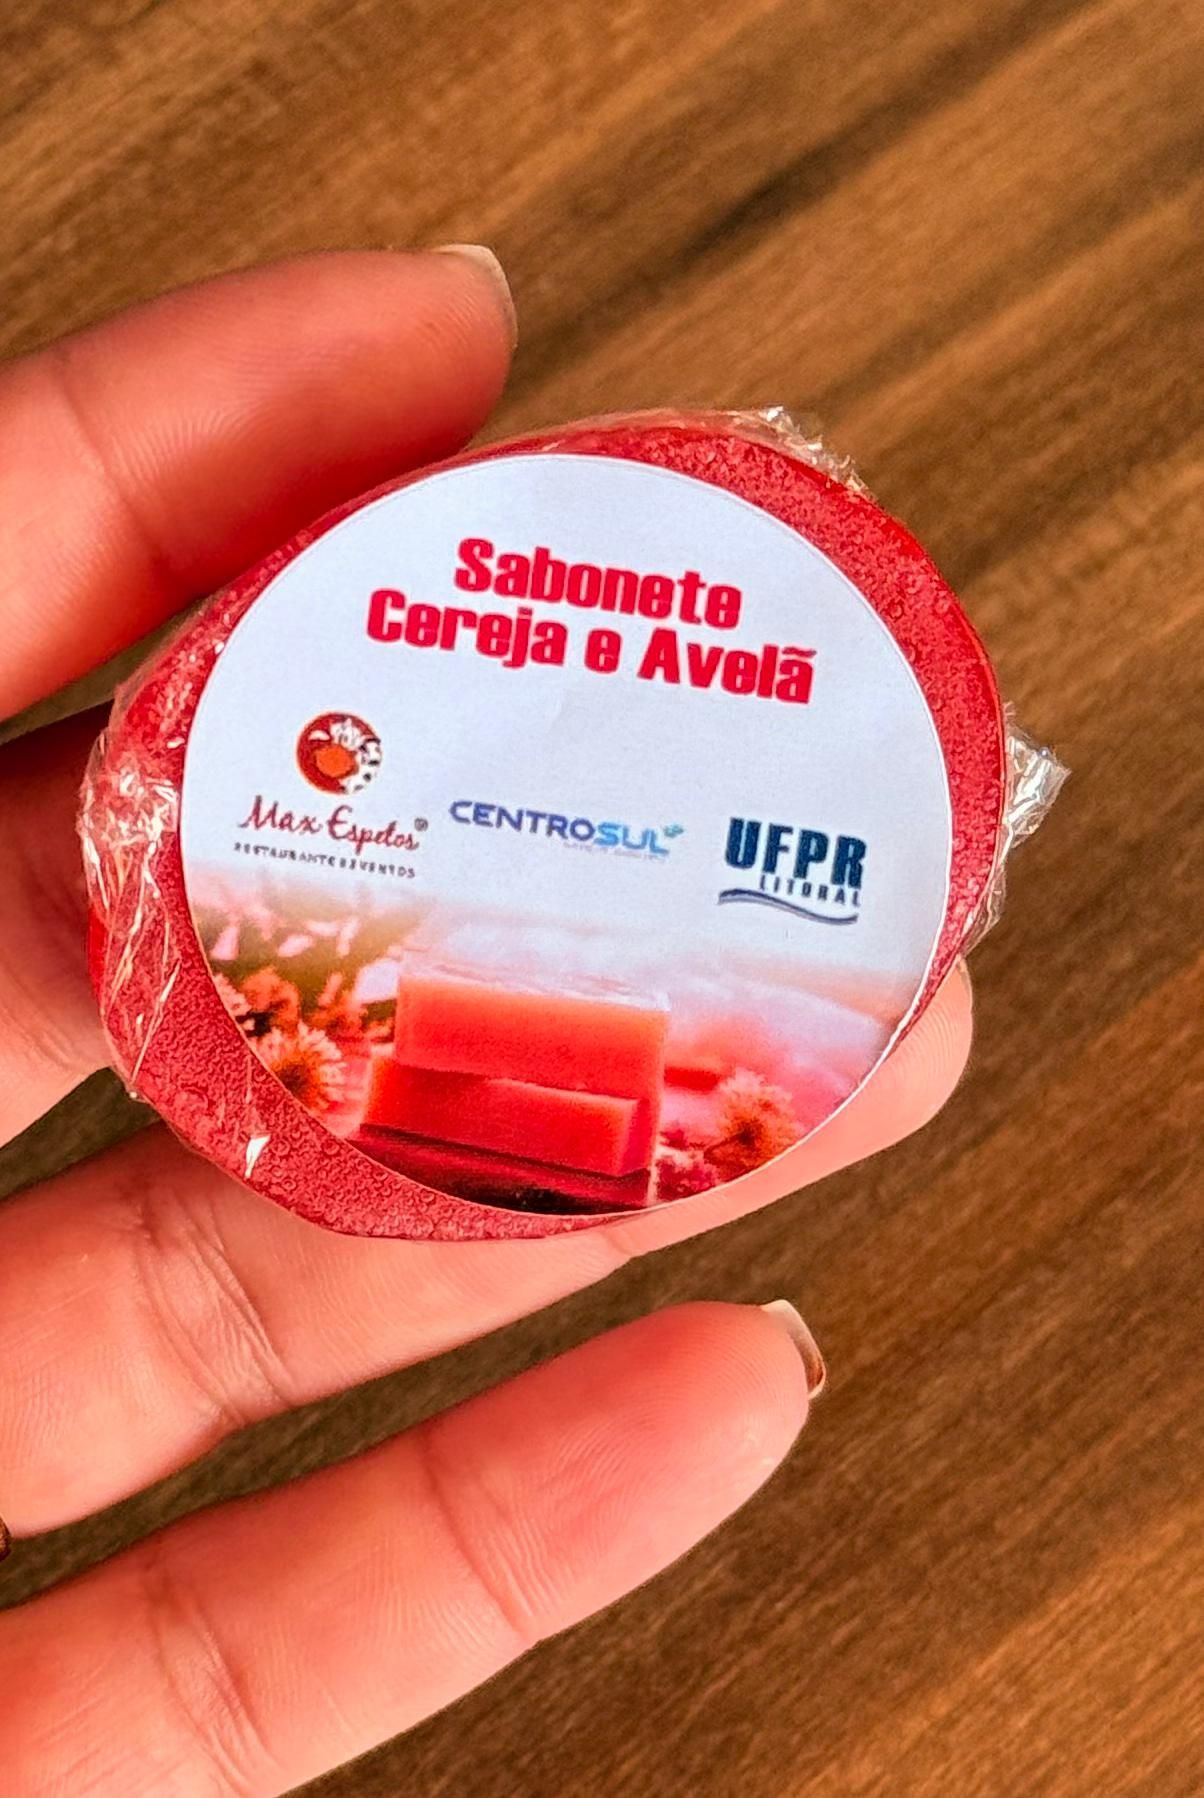 Sabonete
Cereja e Avelã
Max Espetos®
RESTAURANTE E EVENTOS
CENTROSUL
UFPR
LITORAL